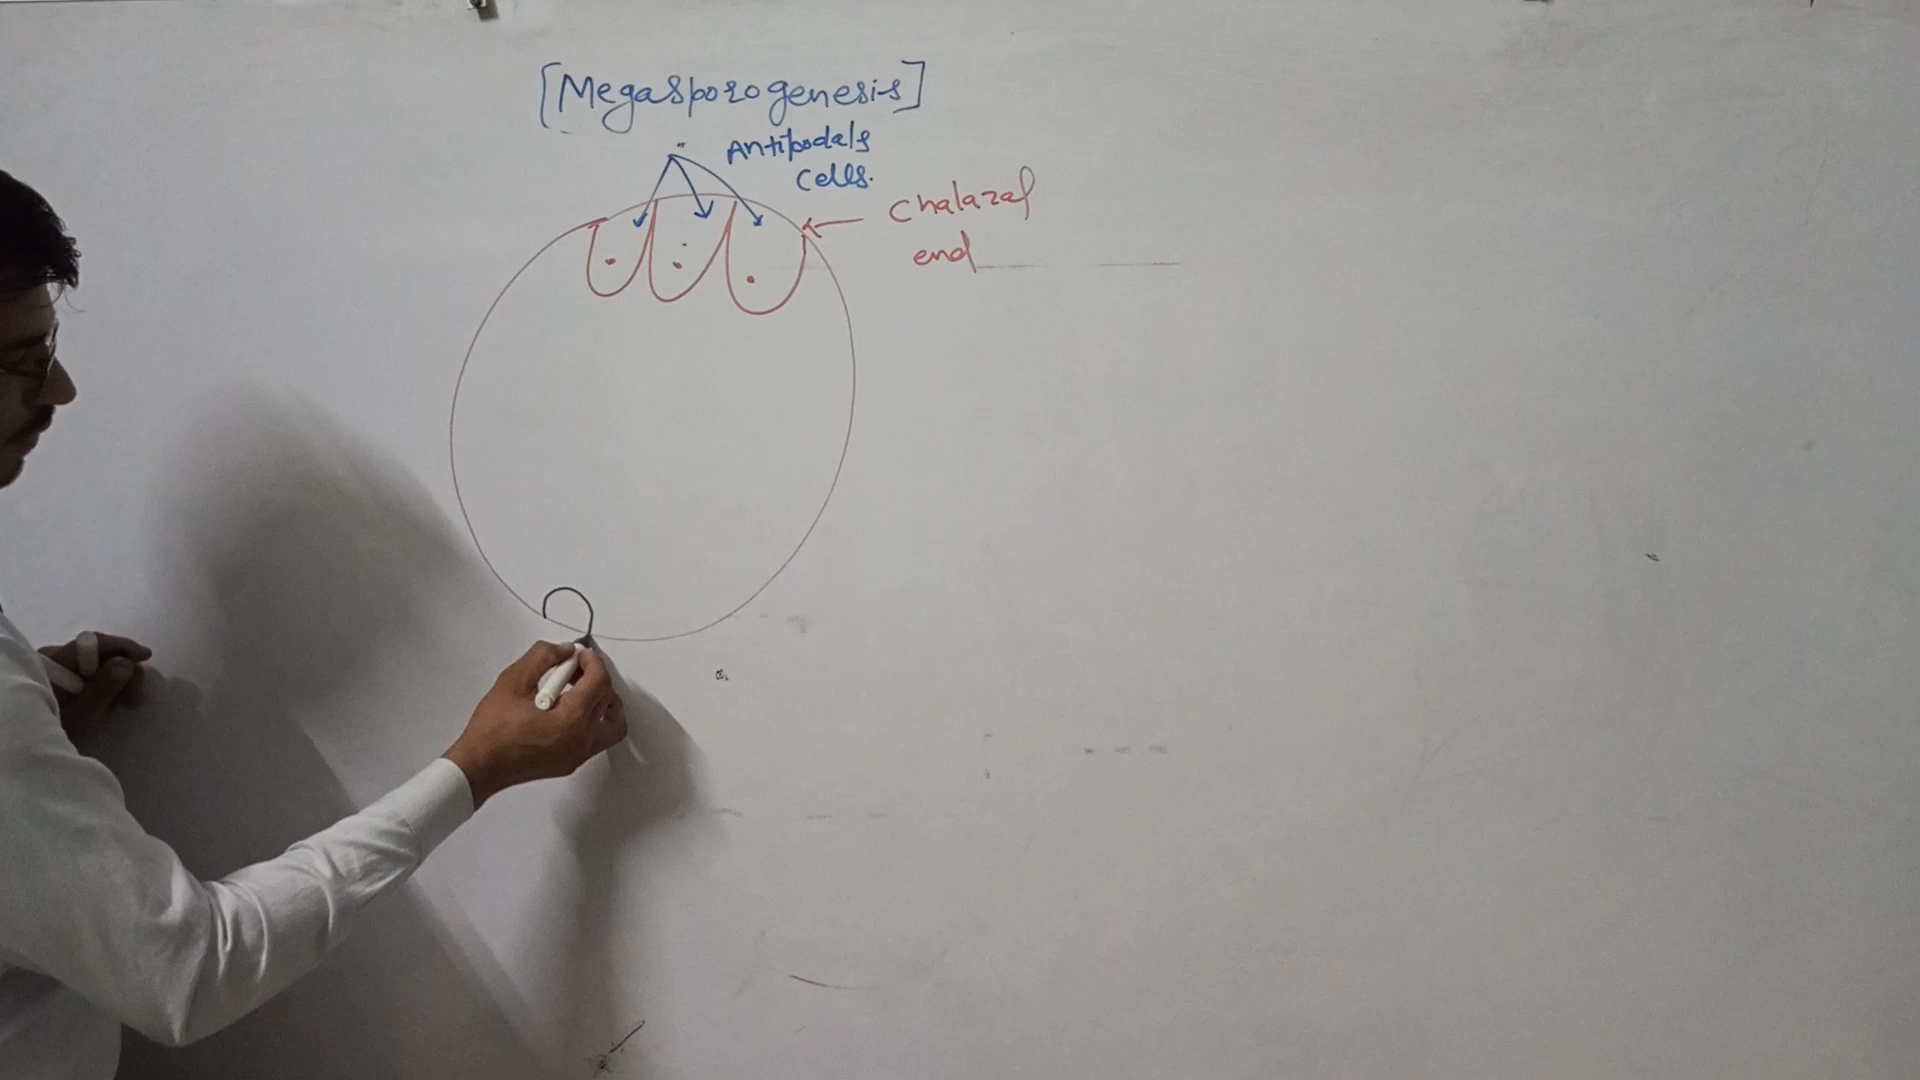 [Megasporogenesis]
Antipodals
cells.
chalazal
end